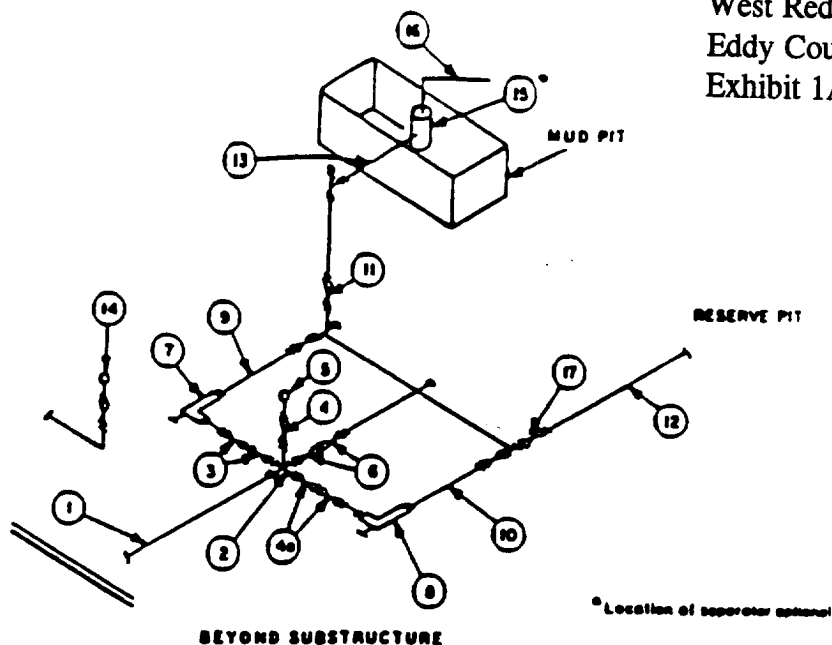 West Red
Eddy Cou
Exhibit 1A
16
15*
MUD PIT
13
11
14
RESERVE PIT
9
7
5
17
4
12
3
6
1
2
4a
10
8
* Location of separator optional
BEYOND SUBSTRUCTURE